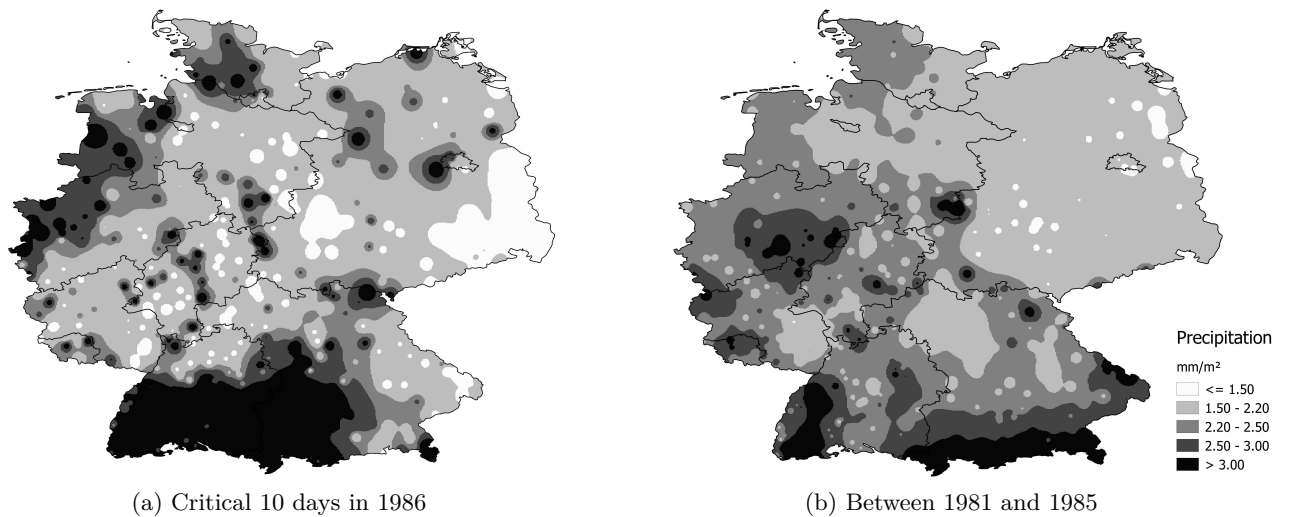 Precipitation
mm/m²
<= 1.50
1.50 - 2.20
2.20 - 2.50
2.50 - 3.00
> 3.00
(a) Critical 10 days in 1986
(b) Between 1981 and 1985